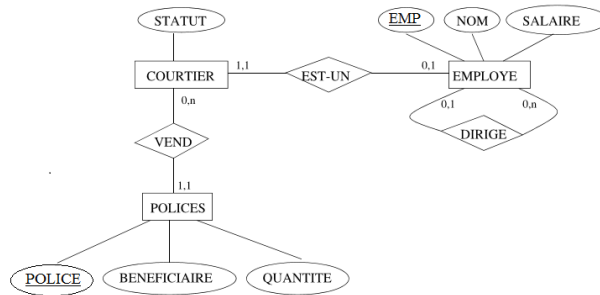 STATUT
EMP
NOM
SALAIRE
COURTIER
1,1
EST-UN
0,1
EMPLOYE
0,n
0,1
0,n
DIRIGE
VEND
1,1
POLICES
POLICE
BENEFICIAIRE
QUANTITE